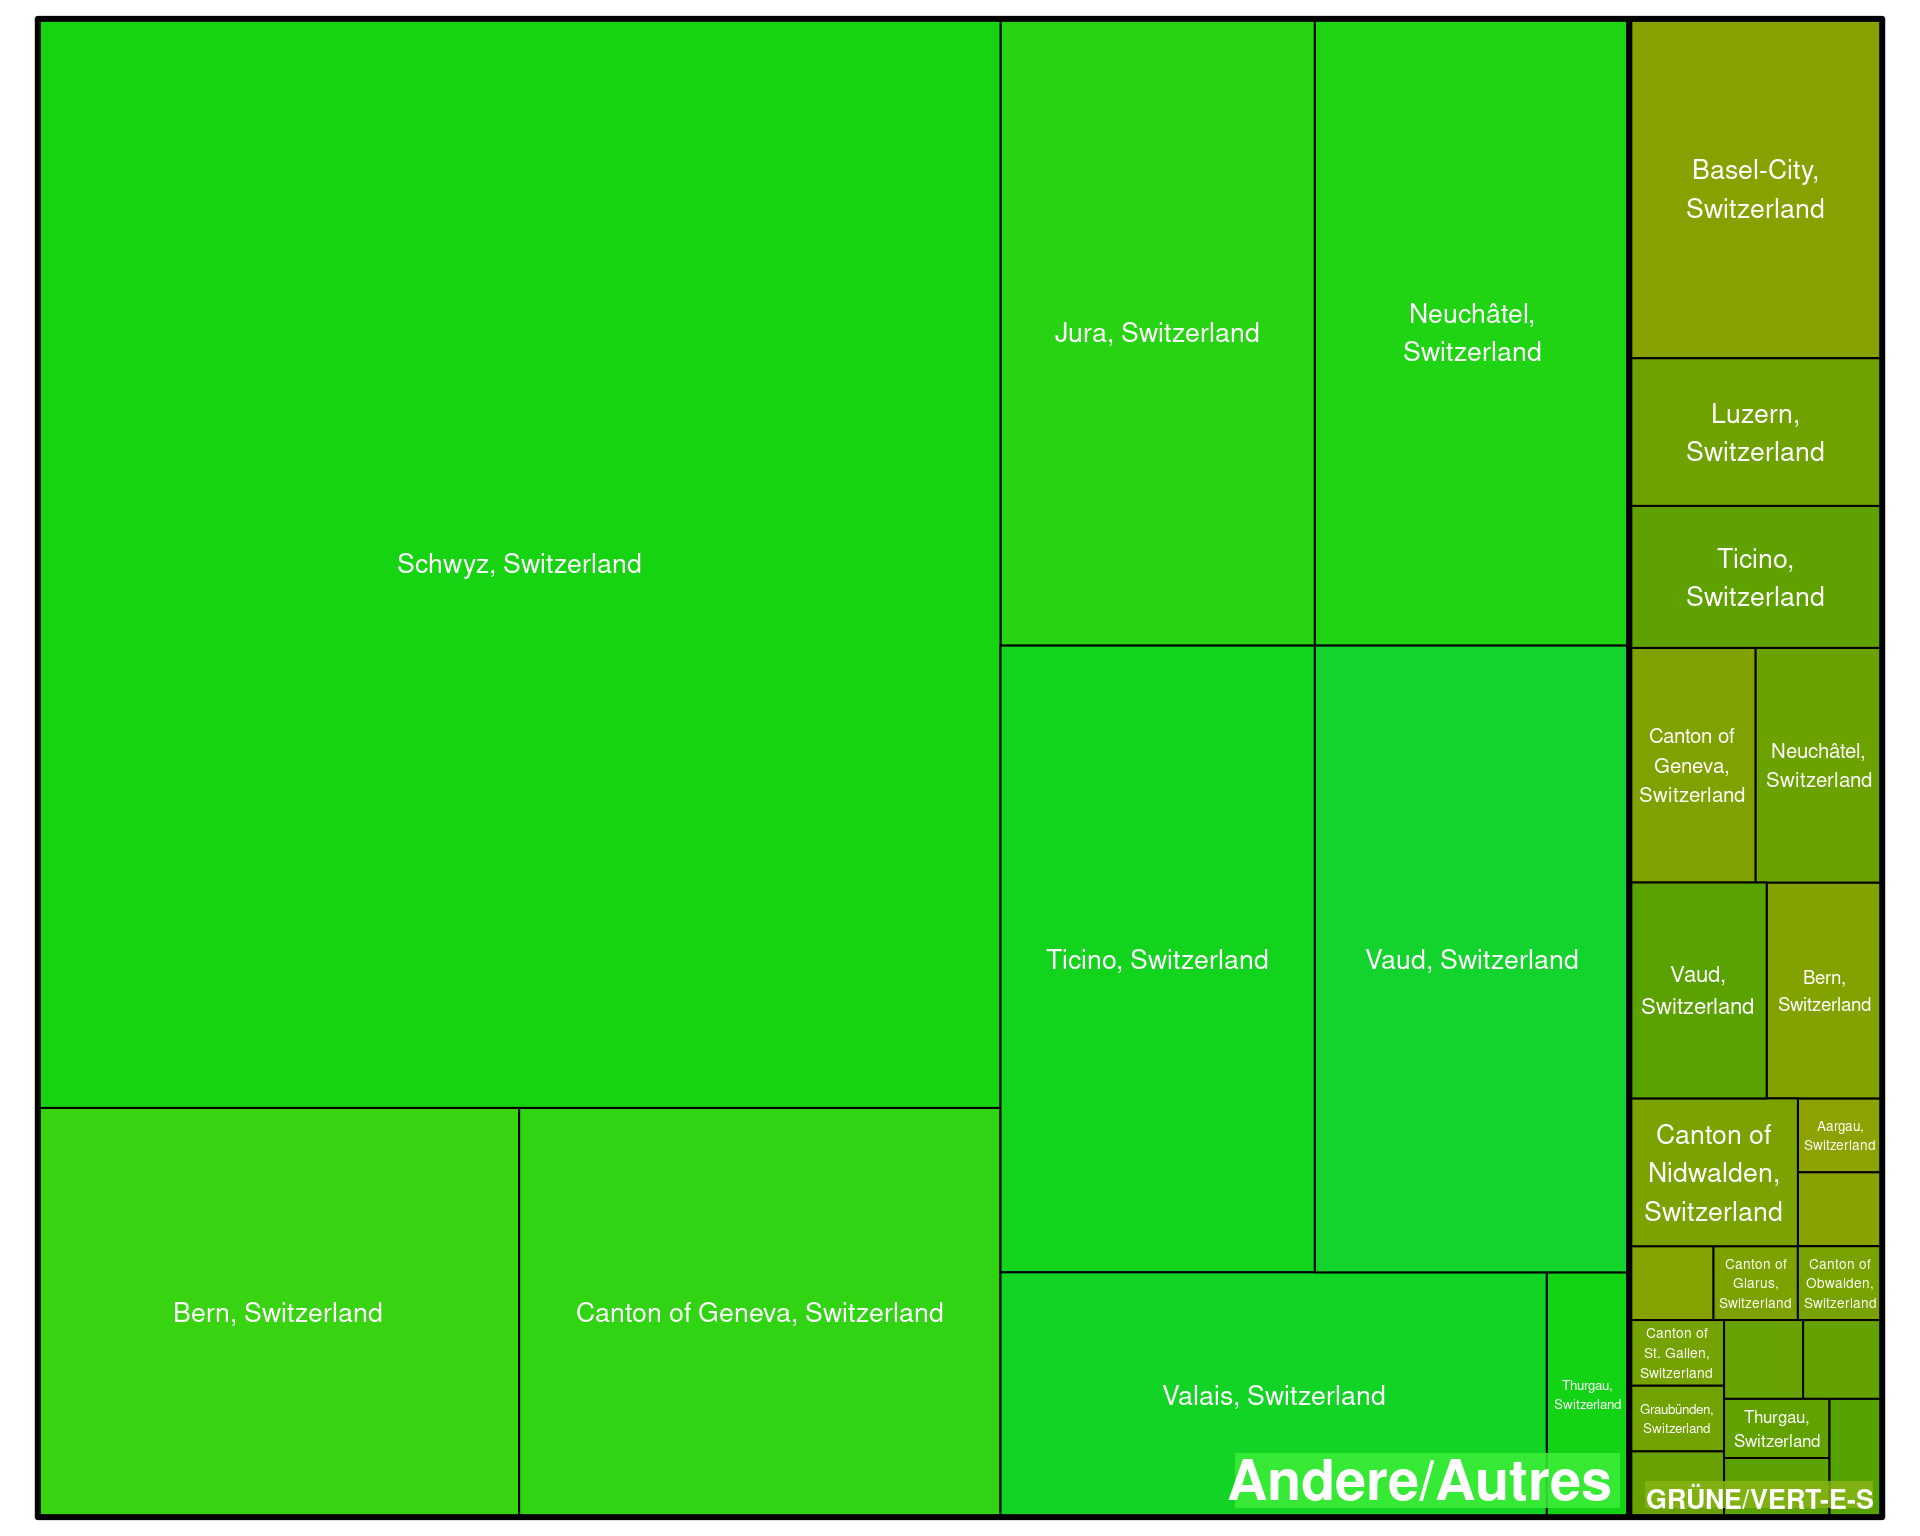 Schwyz, Switzerland
Bern, Switzerland
Canton of Geneva, Switzerland
Jura, Switzerland
Neuchâtel,
Switzerland
Ticino, Switzerland
Vaud, Switzerland
Valais, Switzerland
Thurgau,
Switzerland
Andere/Autres
Basel-City,
Switzerland
Luzern,
Switzerland
Ticino,
Switzerland
Canton of
Geneva,
Switzerland
Neuchâtel,
Switzerland
Vaud,
Switzerland
Bern,
Switzerland
Canton of
Nidwalden,
Switzerland
Aargau,
Switzerland
Canton of
Glarus,
Switzerland
Canton of
Obwalden,
Switzerland
Canton of
St. Gallen,
Switzerland
Graubünden,
Switzerland
Thurgau,
Switzerland
GRÜNE/VERT-E-S